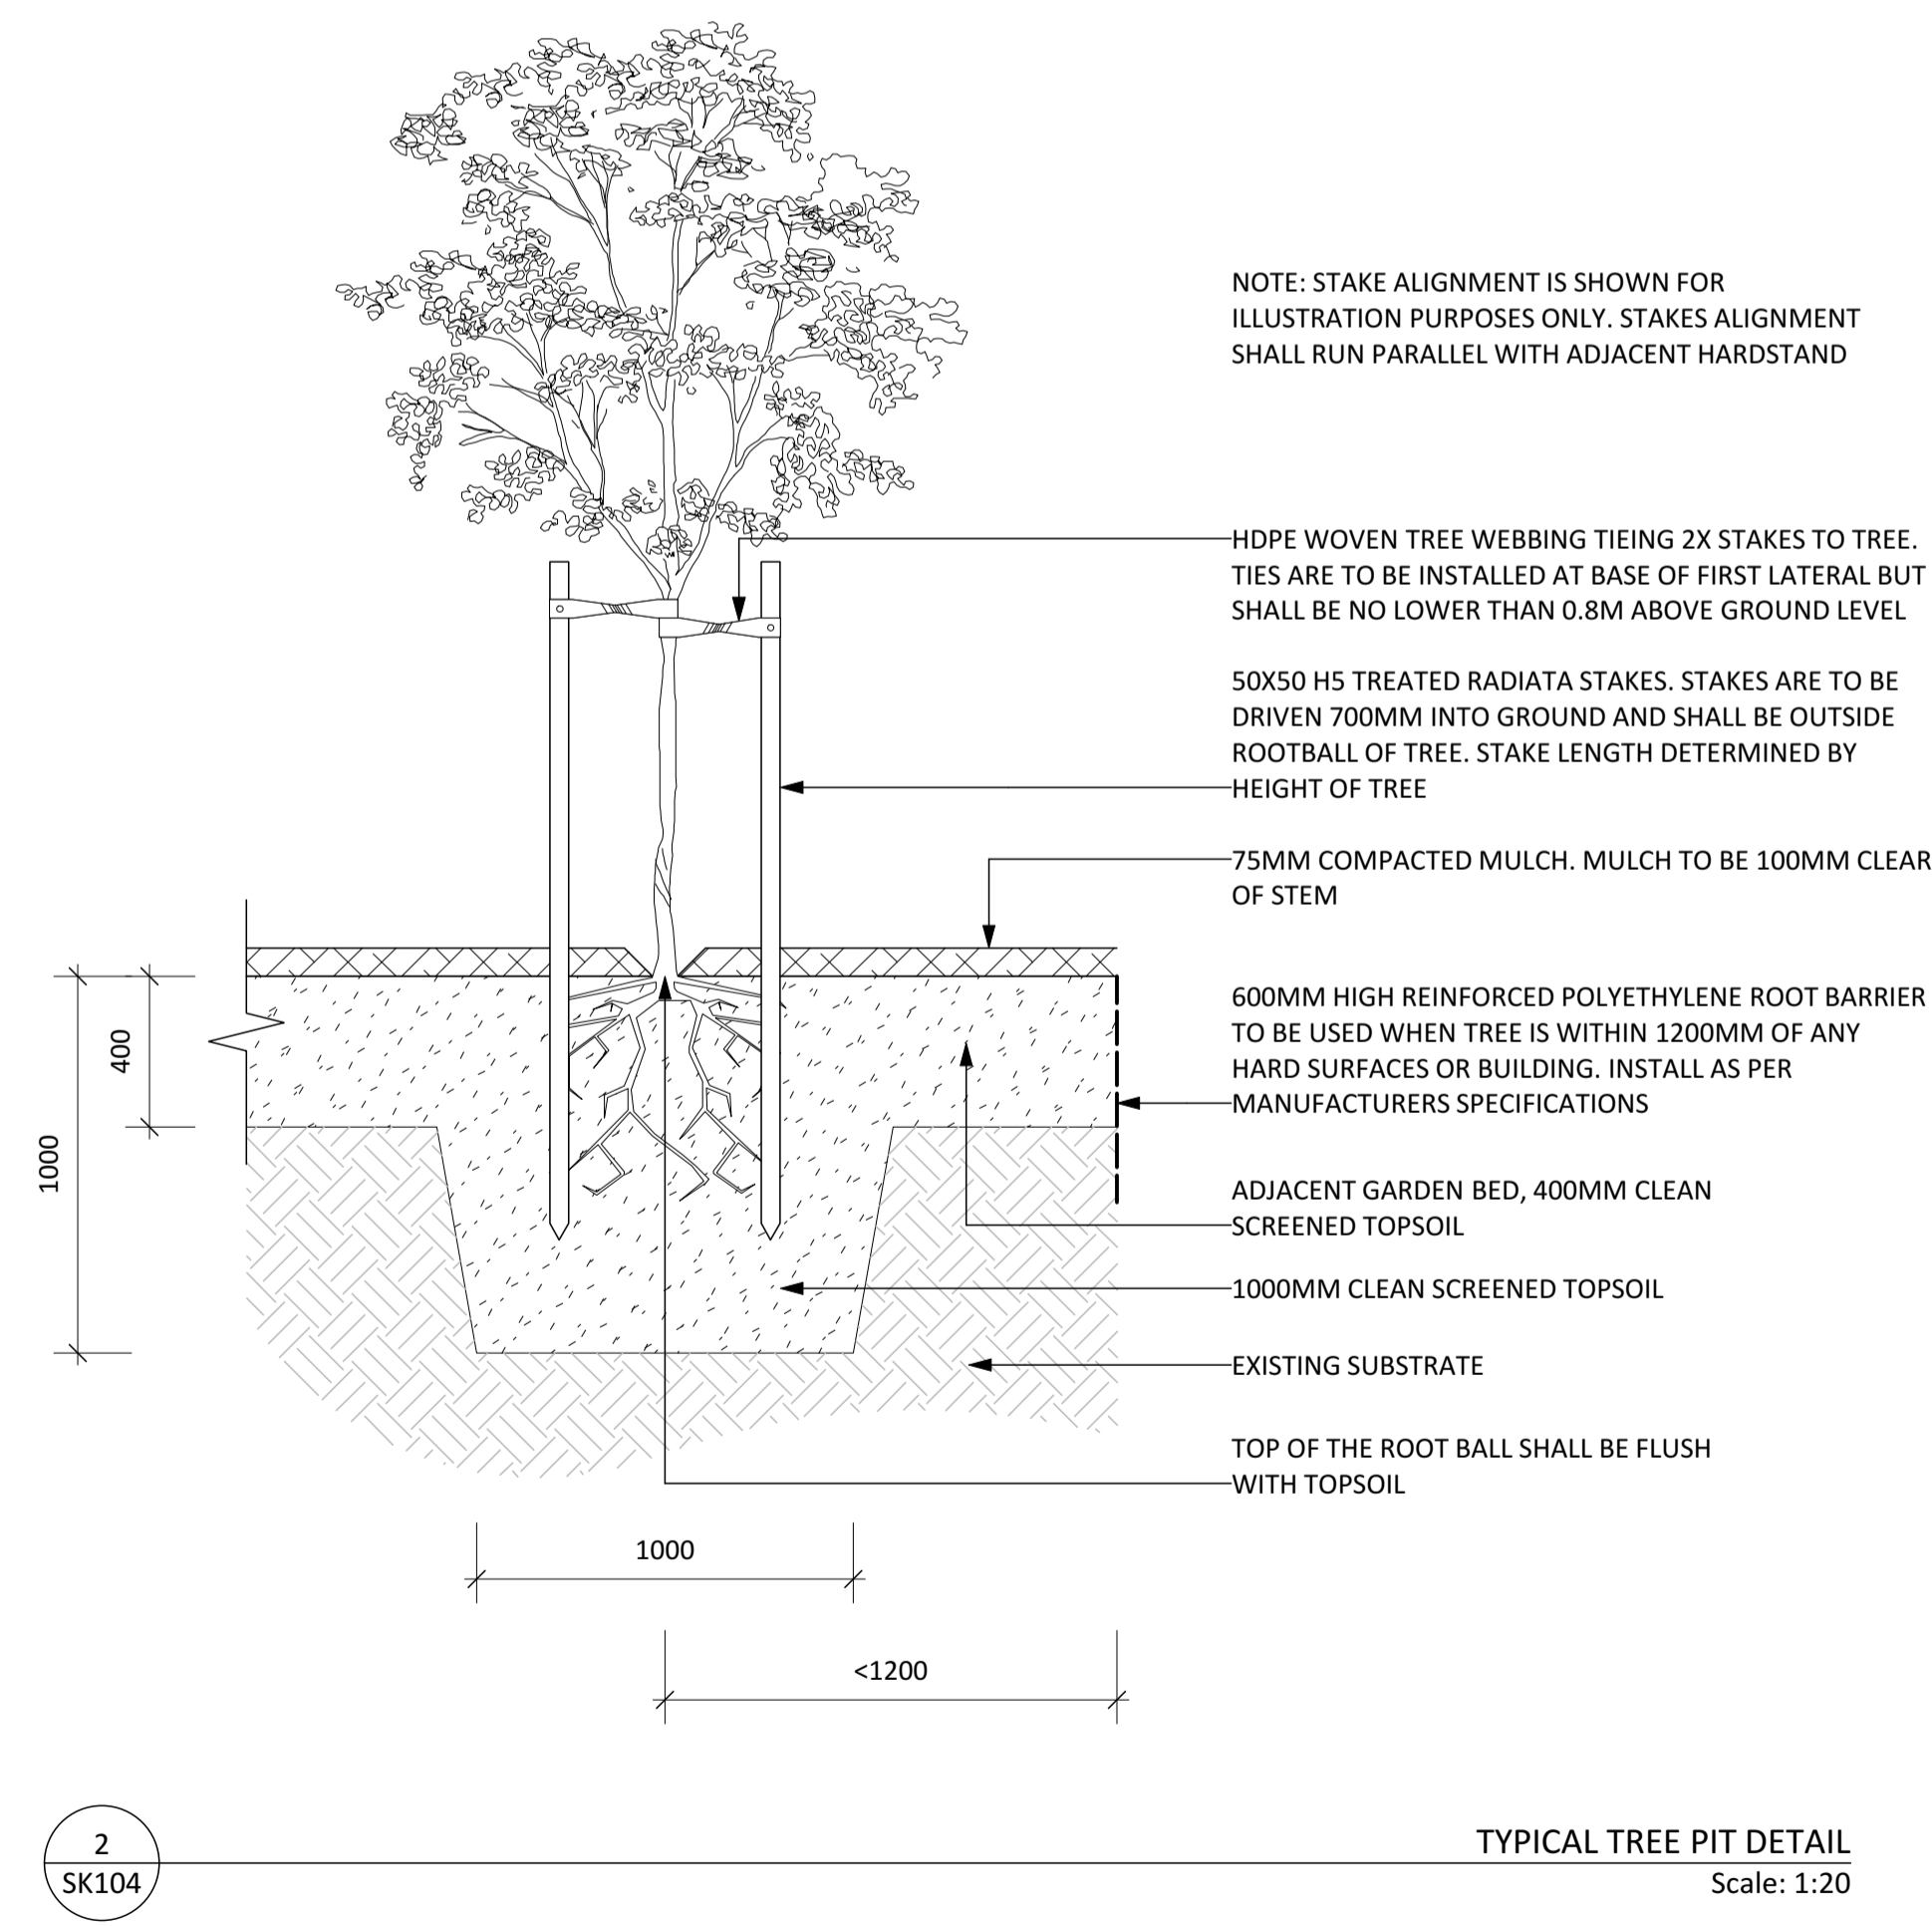 NOTE: STAKE ALIGNMENT IS SHOWN FOR
ILLUSTRATION PURPOSES ONLY. STAKES ALIGNMENT
SHALL RUN PARALLEL WITH ADJACENT HARDSTAND
HDPE WOVEN TREE WEBBING TIEING 2X STAKES TO TREE.
TIES ARE TO BE INSTALLED AT BASE OF FIRST LATERAL BUT
SHALL BE NO LOWER THAN 0.8M ABOVE GROUND LEVEL
50X50 H5 TREATED RADIATA STAKES. STAKES ARE TO BE
DRIVEN 700MM INTO GROUND AND SHALL BE OUTSIDE
ROOTBALL OF TREE. STAKE LENGTH DETERMINED BY
HEIGHT OF TREE
75MM COMPACTED MULCH. MULCH TO BE 100MM CLEAR
OF STEM
600MM HIGH REINFORCED POLYETHYLENE ROOT BARRIER
TO BE USED WHEN TREE IS WITHIN 1200MM OF ANY
HARD SURFACES OR BUILDING. INSTALL AS PER
MANUFACTURERS SPECIFICATIONS
400
1000
ADJACENT GARDEN BED, 400MM CLEAN
SCREENED TOPSOIL
1000MM CLEAN SCREENED TOPSOIL
EXISTING SUBSTRATE
TOP OF THE ROOT BALL SHALL BE FLUSH
WITH TOPSOIL
1000
<1200
2
SK104
TYPICAL TREE PIT DETAIL
Scale: 1:20